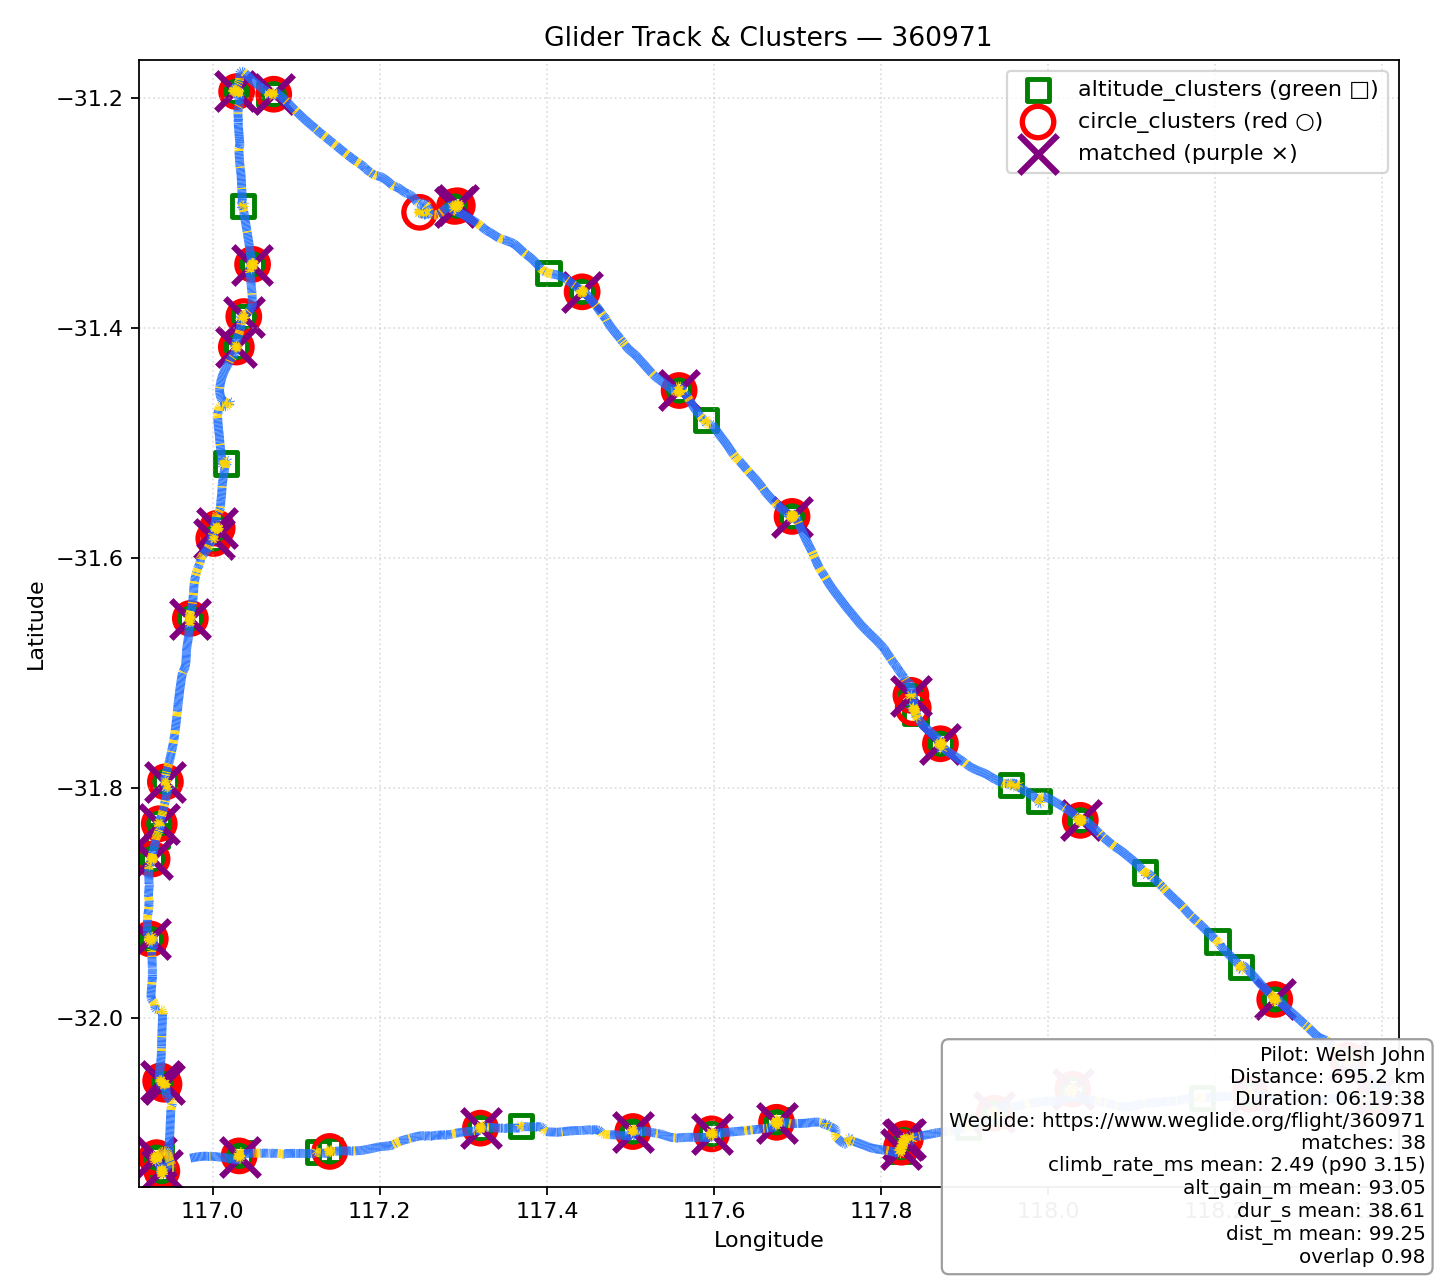 Glider Track & Clusters — 360971
altitude_clusters (green □)
circle_clusters (red ○)
matched (purple ×)
−31.2
−31.4
−31.6
−31.8
−32.0
Latitude
117.0
117.2
117.4
117.6
117.8
118.0
Longitude
Pilot: Welsh John
Distance: 695.2 km
Duration: 06:19:38
Weglide: https://www.weglide.org/flight/360971
matches: 38
climb_rate_ms mean: 2.49 (p90 3.15)
alt_gain_m mean: 93.05
dur_s mean: 38.61
dist_m mean: 99.25
overlap 0.98